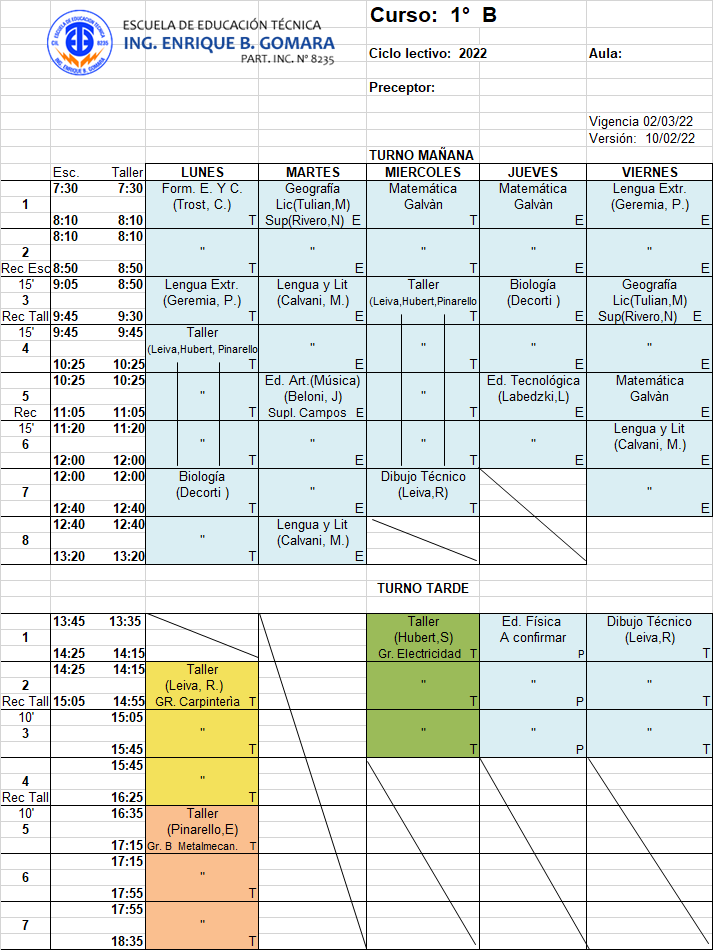 ESCUELA DE EDUCACIÓN TÉCNICA
ING. ENRIQUE B. GOMARA
PART. INC. Nº 8235
Curso: 1º B
Ciclo lectivo: 2022 Aula:
Preceptor:
Vigencia 02/03/22
Versión: 10/02/22
TURNO MAÑANA
Esc. Taller LUNES MARTES MIERCOLES JUEVES VIERNES
7:30 7:30 Form. E. Y C. Geografía Matemática Matemática Lengua Extr.
1 (Trost, C.) Lic(Tulian,M) Galvàn Galvàn (Geremia, P.)
8:10 8:10 T Sup(Rivero,N) E T E E
8:10 8:10
2 " " " " "
Rec Esc 8:50 8:50 T E T E E
15' 9:05 8:50 Lengua Extr. Lengua y Lit Taller Biología Geografía
3 (Geremia, P.) (Calvani, M.) (Leiva,Hubert,Pinarello (Decorti ) Lic(Tulian,M)
Rec Tall 9:45 9:30 T E T E Sup(Rivero,N) E
15' 9:45 9:45 Taller
4 (Leiva,Hubert, Pinarello " " " "
10:25 10:25 T E T E E
10:25 10:25 Ed. Art.(Música) Ed. Tecnológica Matemática
5 " (Beloni, J) " (Labedzki,L) Galvàn
Rec 11:05 11:05 T Supl. Campos E T E E
15' 11:20 11:20 Lengua y Lit
6 " " " " (Calvani, M.)
12:00 12:00 T E T E E
12:00 12:00 Biología Dibujo Técnico
7 (Decorti ) " (Leiva,R) "
12:40 12:40 T E T E
12:40 12:40 Lengua y Lit
8 " (Calvani, M.)
13:20 13:20 T E
TURNO TARDE
13:45 13:35 Taller Ed. Física Dibujo Técnico
1 (Hubert,S) A confirmar (Leiva,R)
14:25 14:15 Gr. Electricidad T P T
14:25 14:15 Taller
2 (Leiva, R.) " " "
Rec Tall 15:05 14:55 GR. Carpinterìa T T P T
10' 15:05
3 " " " "
15:45 T T P T
15:45
4 "
Rec Tall 16:25 T
10' 16:35 Taller
5 (Pinarello,E)
17:15 Gr. B Metalmecan. T
17:15
6 "
17:55 T
17:55
7 "
18:35 T